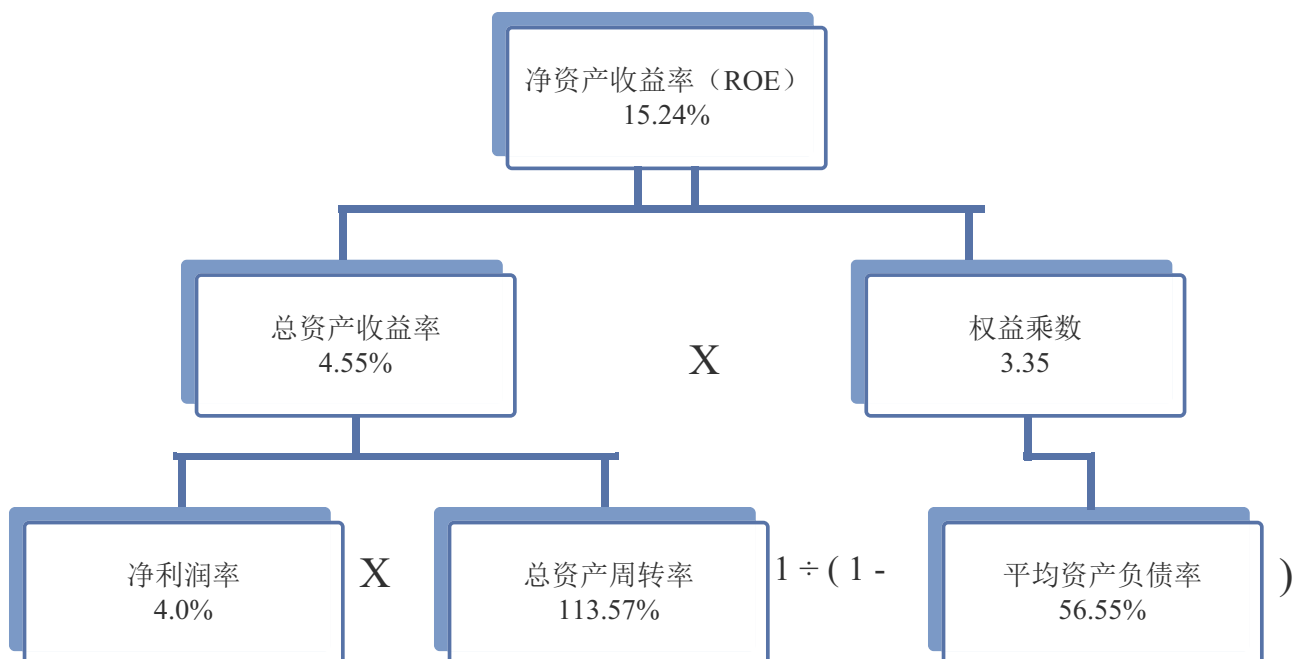 净资产收益率（ROE）
15.24%
总资产收益率
4.55%
X
权益乘数
3.35
净利润率
4.0%
X
总资产周转率
113.57%
1 ÷ ( 1 -
平均资产负债率
56.55%
)